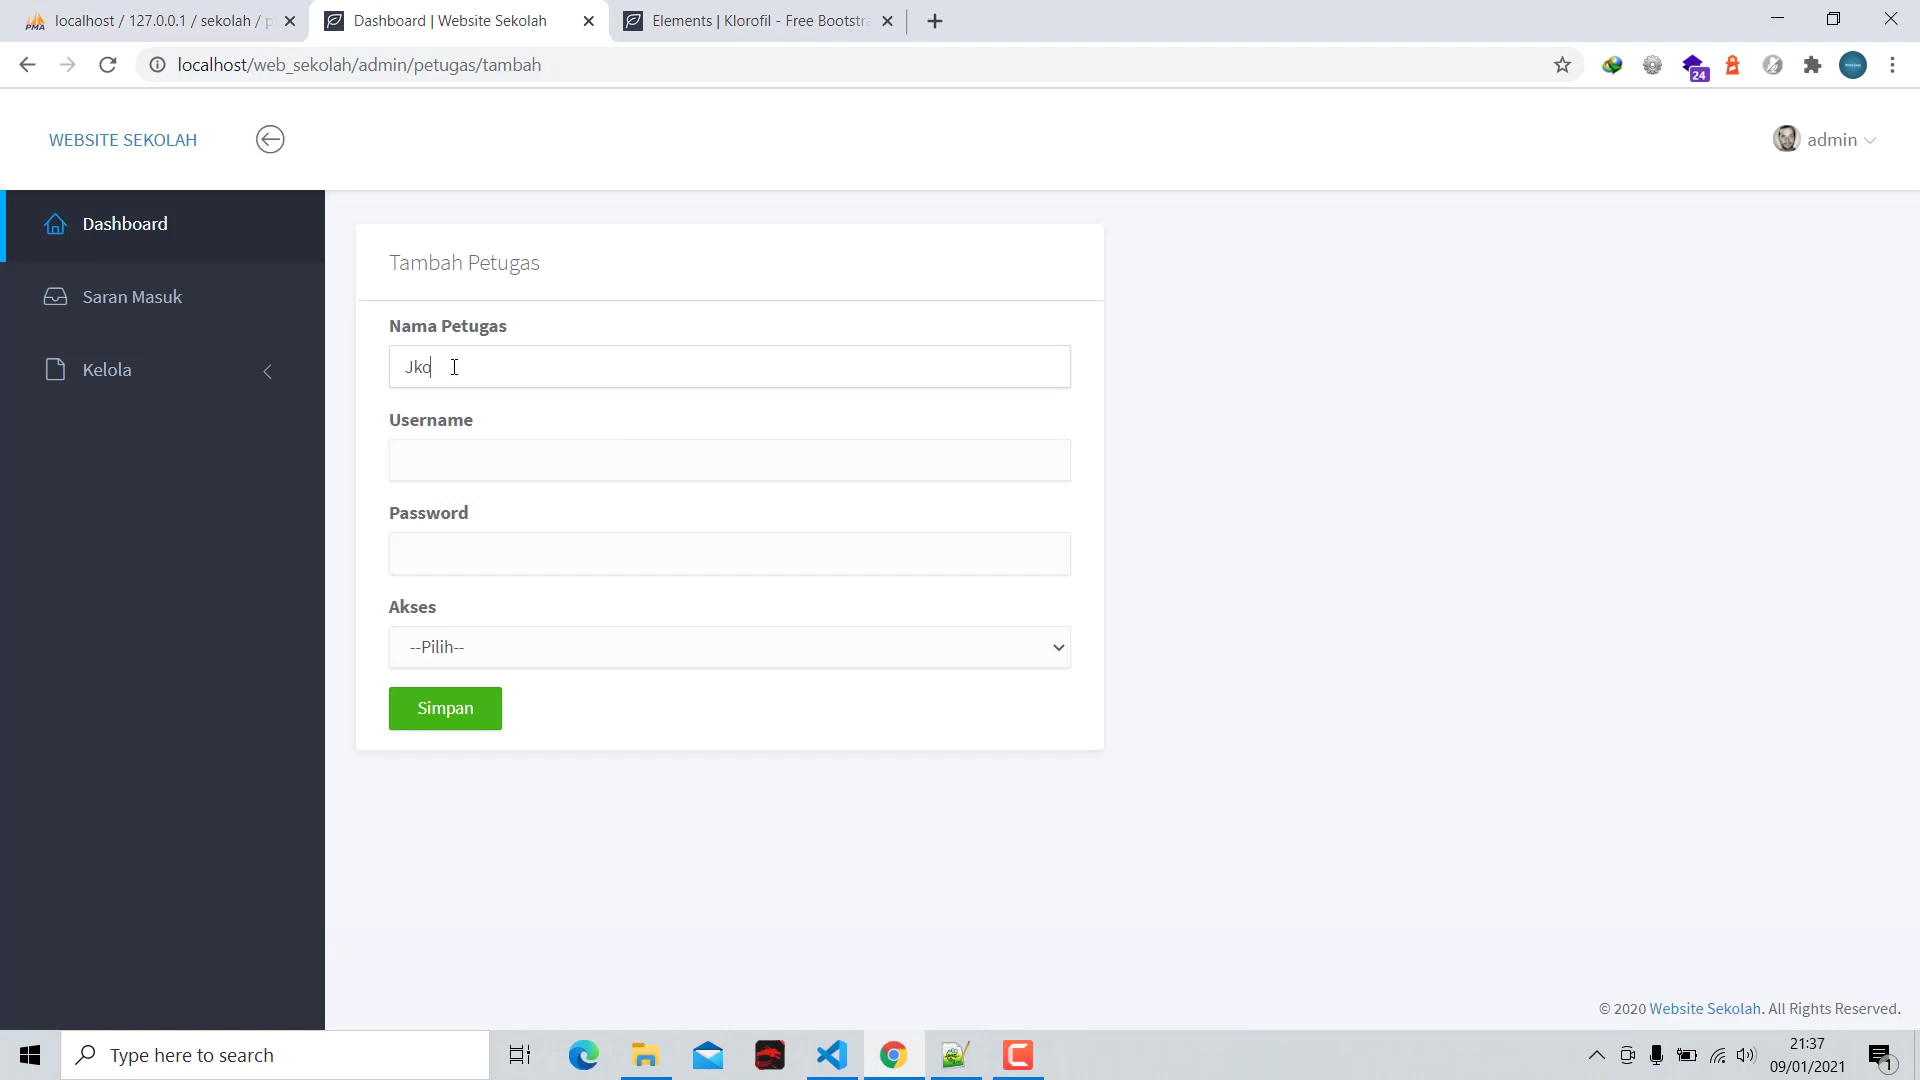 localhost / 127.0.0.1 / sekolah / p
Dashboard | Website Sekolah
Elements | Klorofil - Free Bootstra
localhost/web_sekolah/admin/petugas/tambah
24
WEBSITE SEKOLAH
admin
Dashboard
Saran Masuk
Kelola
Tambah Petugas
Nama Petugas
Jko
Username
Password
Akses
--Pilih--
Simpan
© 2020 Website Sekolah. All Rights Reserved.
Type here to search
21:37
09/01/2021
1